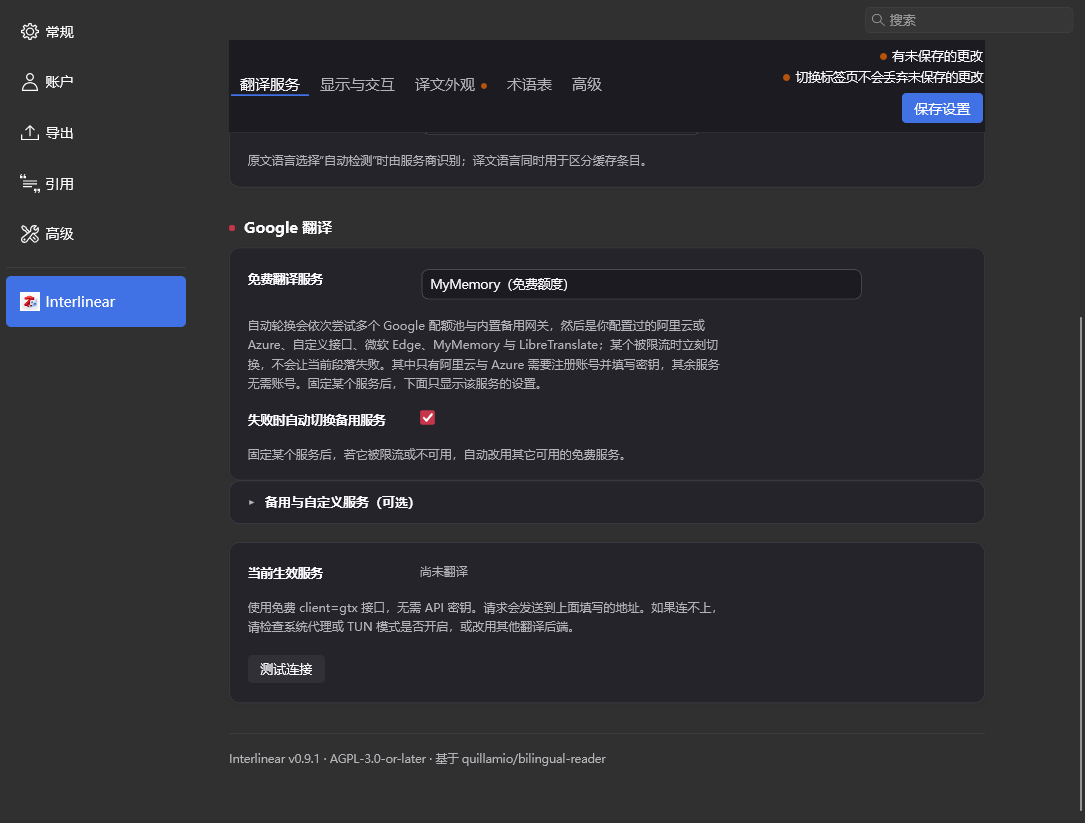 常规
账户
导出
引用
高级
Interlinear
搜索
有未保存的更改
切换标签页不会丢弃未保存的更改
翻译服务 显示与交互 译文外观 术语表 高级
保存设置
原文语言选择"自动检测"时由服务商识别；译文语言同时用于区分缓存条目。
Google 翻译
免费翻译服务 MyMemory（免费额度）
自动轮换会依次尝试多个 Google 配额池与内置备用网关，然后是你配置过的阿里云或
Azure、自定义接口、微软 Edge、MyMemory 与 LibreTranslate；某个被限流时立刻切
换，不会让当前段落失败。其中只有阿里云与 Azure 需要注册账号并填写密钥，其余服务
无需账号。固定某个服务后，下面只显示该服务的设置。
失败时自动切换备用服务
固定某个服务后，若它被限流或不可用，自动改用其它可用的免费服务。
备用与自定义服务（可选）
当前生效服务 尚未翻译
使用免费 client=gtx 接口，无需 API 密钥。请求会发送到上面填写的地址。如果连不上，
请检查系统代理或 TUN 模式是否开启，或改用其他翻译后端。
测试连接
Interlinear v0.9.1 · AGPL-3.0-or-later · 基于 quillamio/bilingual-reader